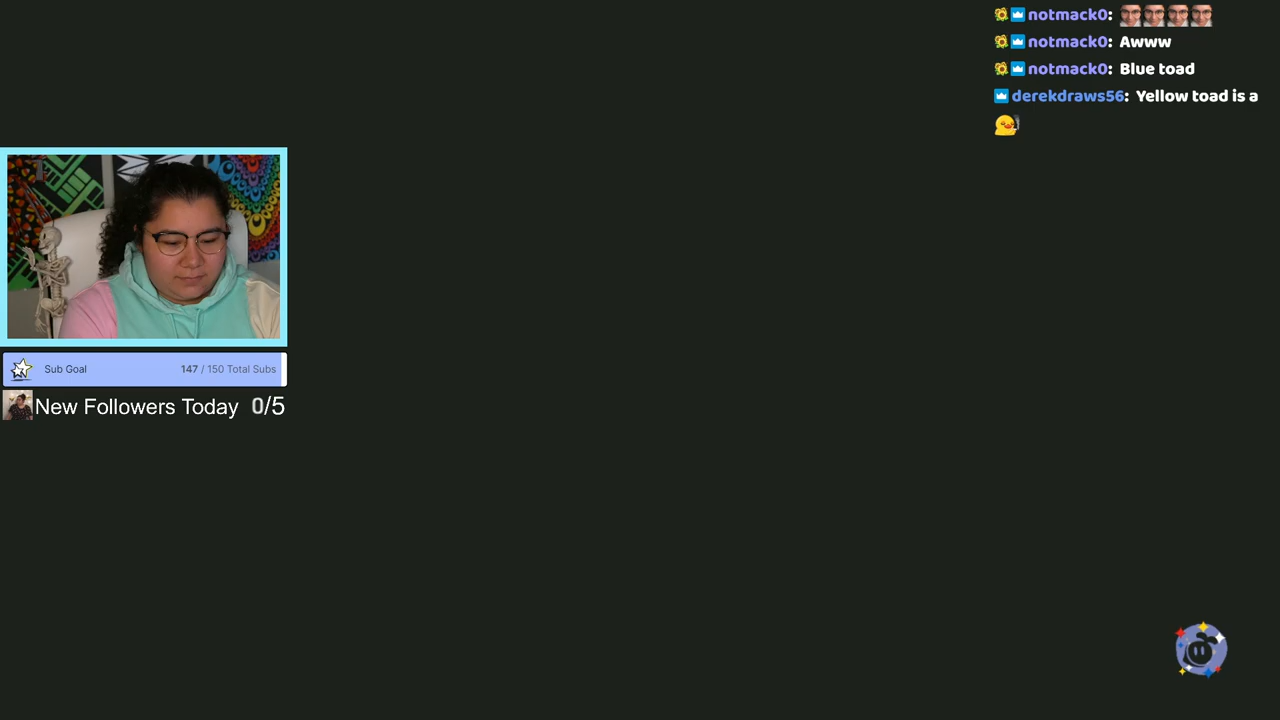 notmack0:
notmack0: Awww
notmack0: Blue toad
derekdraws56: Yellow toad is a
Sub Goal 147 / 150 Total Subs
New Followers Today 0/5